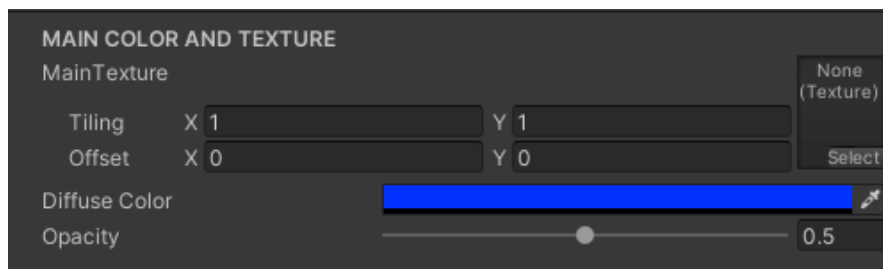 MAIN COLOR AND TEXTURE
MainTexture
None
(Texture)
Tiling X 1 Y 1
Offset X 0 Y 0
Select
Diffuse Color
Opacity 0.5